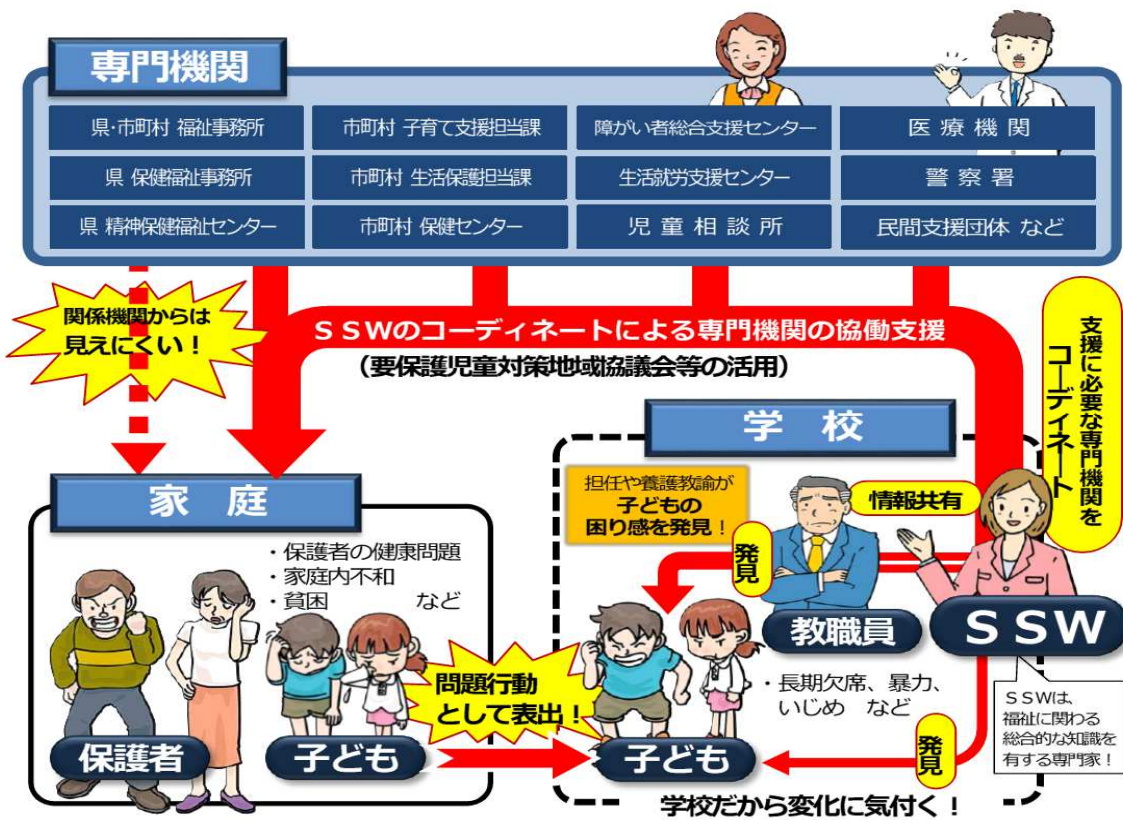 専門機関
県・市町村 福祉事務所
市町村 子育て支援担当課
障がい者総合支援センター
医療機関
県 保健福祉事務所
市町村 生活保護担当課
生活就労支援センター
警察署
県 精神保健福祉センター
市町村 保健センター
児童相談所
民間支援団体 など
関係機関からは
見えにくい！
ＳＳＷのコーディネートによる専門機関の協働支援
（要保護児童対策地域協議会等の活用）
支援に必要な専門機関を
コーディネート
学校
担任や養護教諭が
子どもの
困り感を発見！
情報共有
発見
教職員
ＳＳＷ
家庭
・保護者の健康問題
・家庭内不和
・貧困　　　など
問題行動
として表出！
保護者
子ども
子ども
・長期欠席、暴力、
いじめ　など
発見
ＳＳＷは、
福祉に関わる
総合的な知識を
有する専門家！
学校だから変化に気付く！